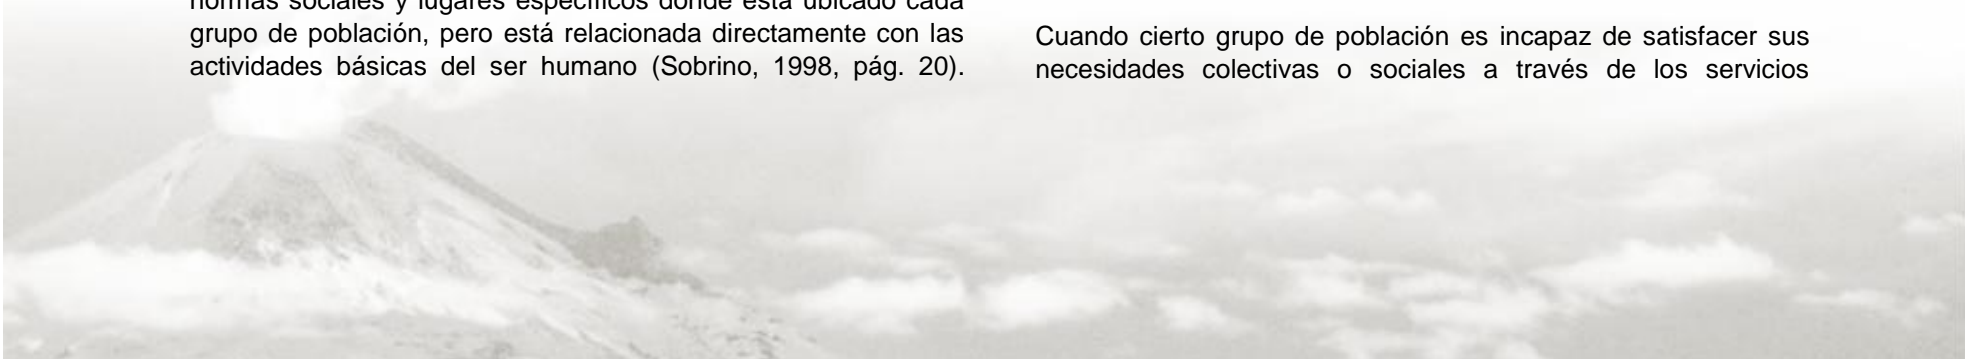 normas sociales y lugares específicos donde está ubicado cada
grupo de población, pero está relacionada directamente con las
actividades básicas del ser humano (Sobrino, 1998, pág. 20).
Cuando cierto grupo de población es incapaz de satisfacer sus
necesidades colectivas o sociales a través de los servicios